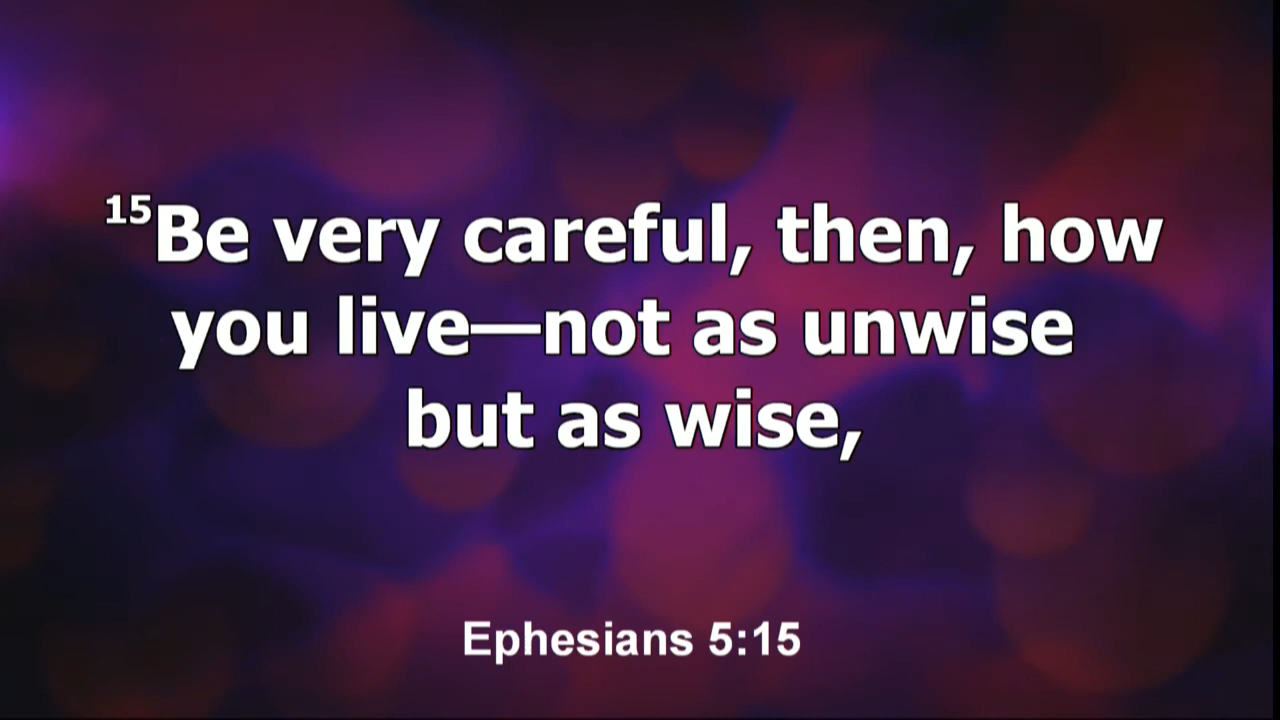 15Be very careful, then, how
you live—not as unwise
but as wise,
Ephesians 5:15